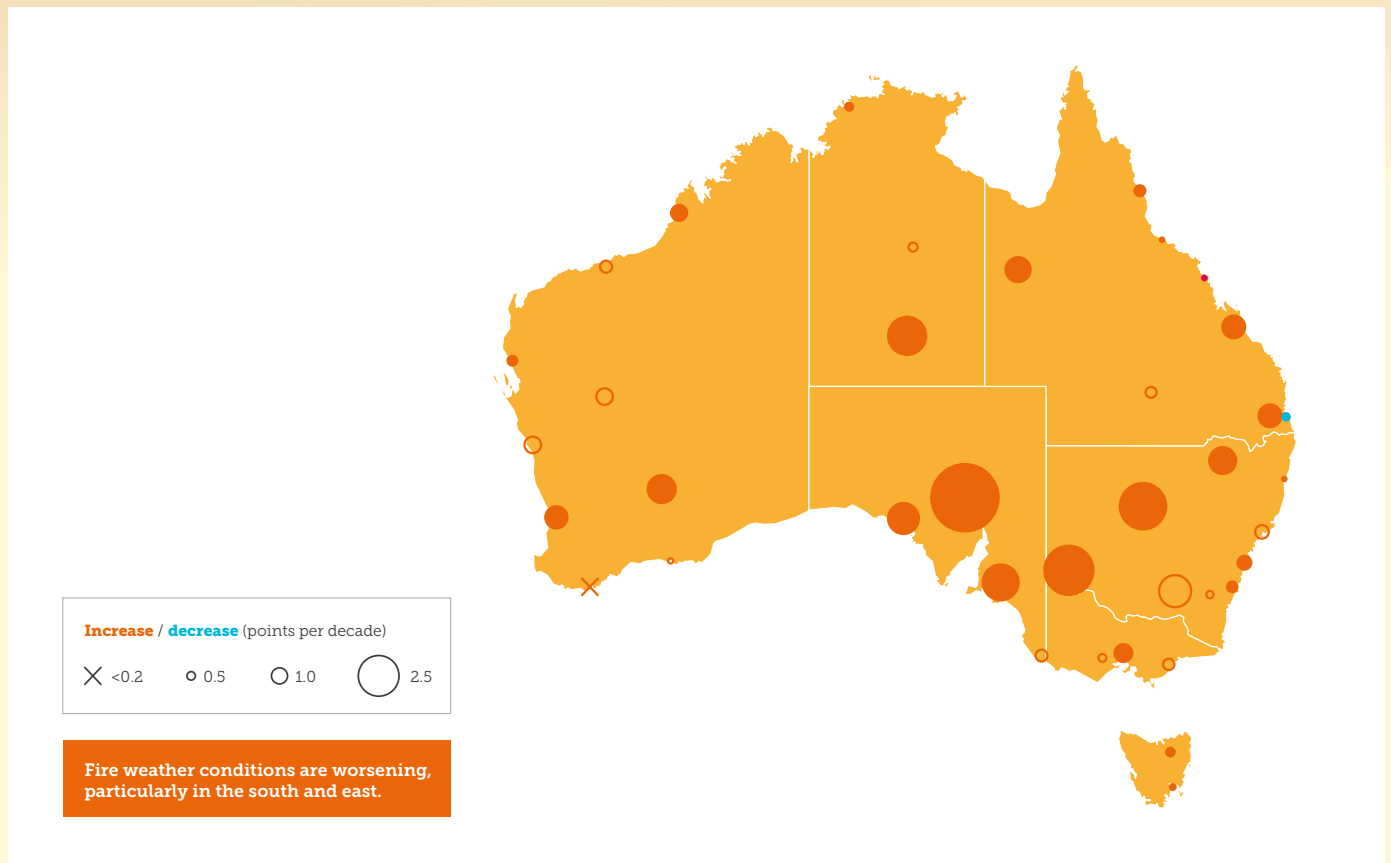 Increase / decrease (points per decade)
<0.2 0.5 1.0 2.5
Fire weather conditions are worsening,
particularly in the south and east.